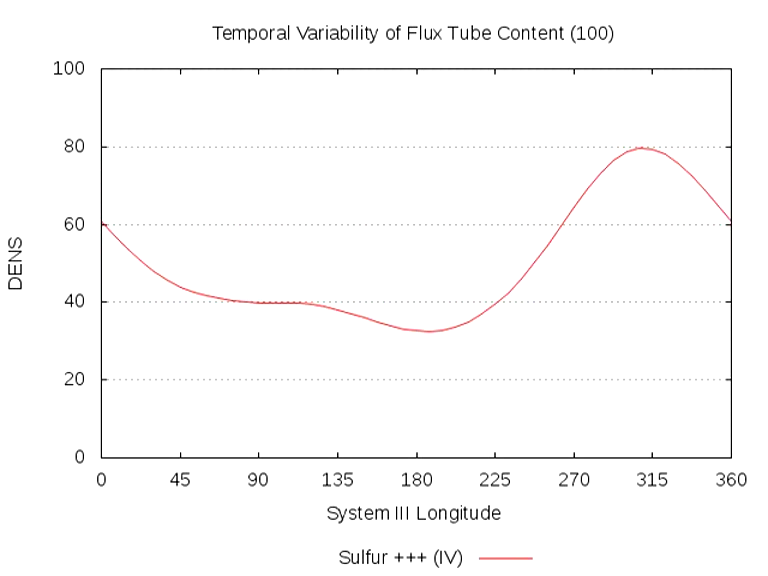 Temporal Variability of Flux Tube Content (100)
100
80
60
40
20
0
DENS
0 45 90 135 180 225 270 315 360
System III Longitude
Sulfur +++ (IV)